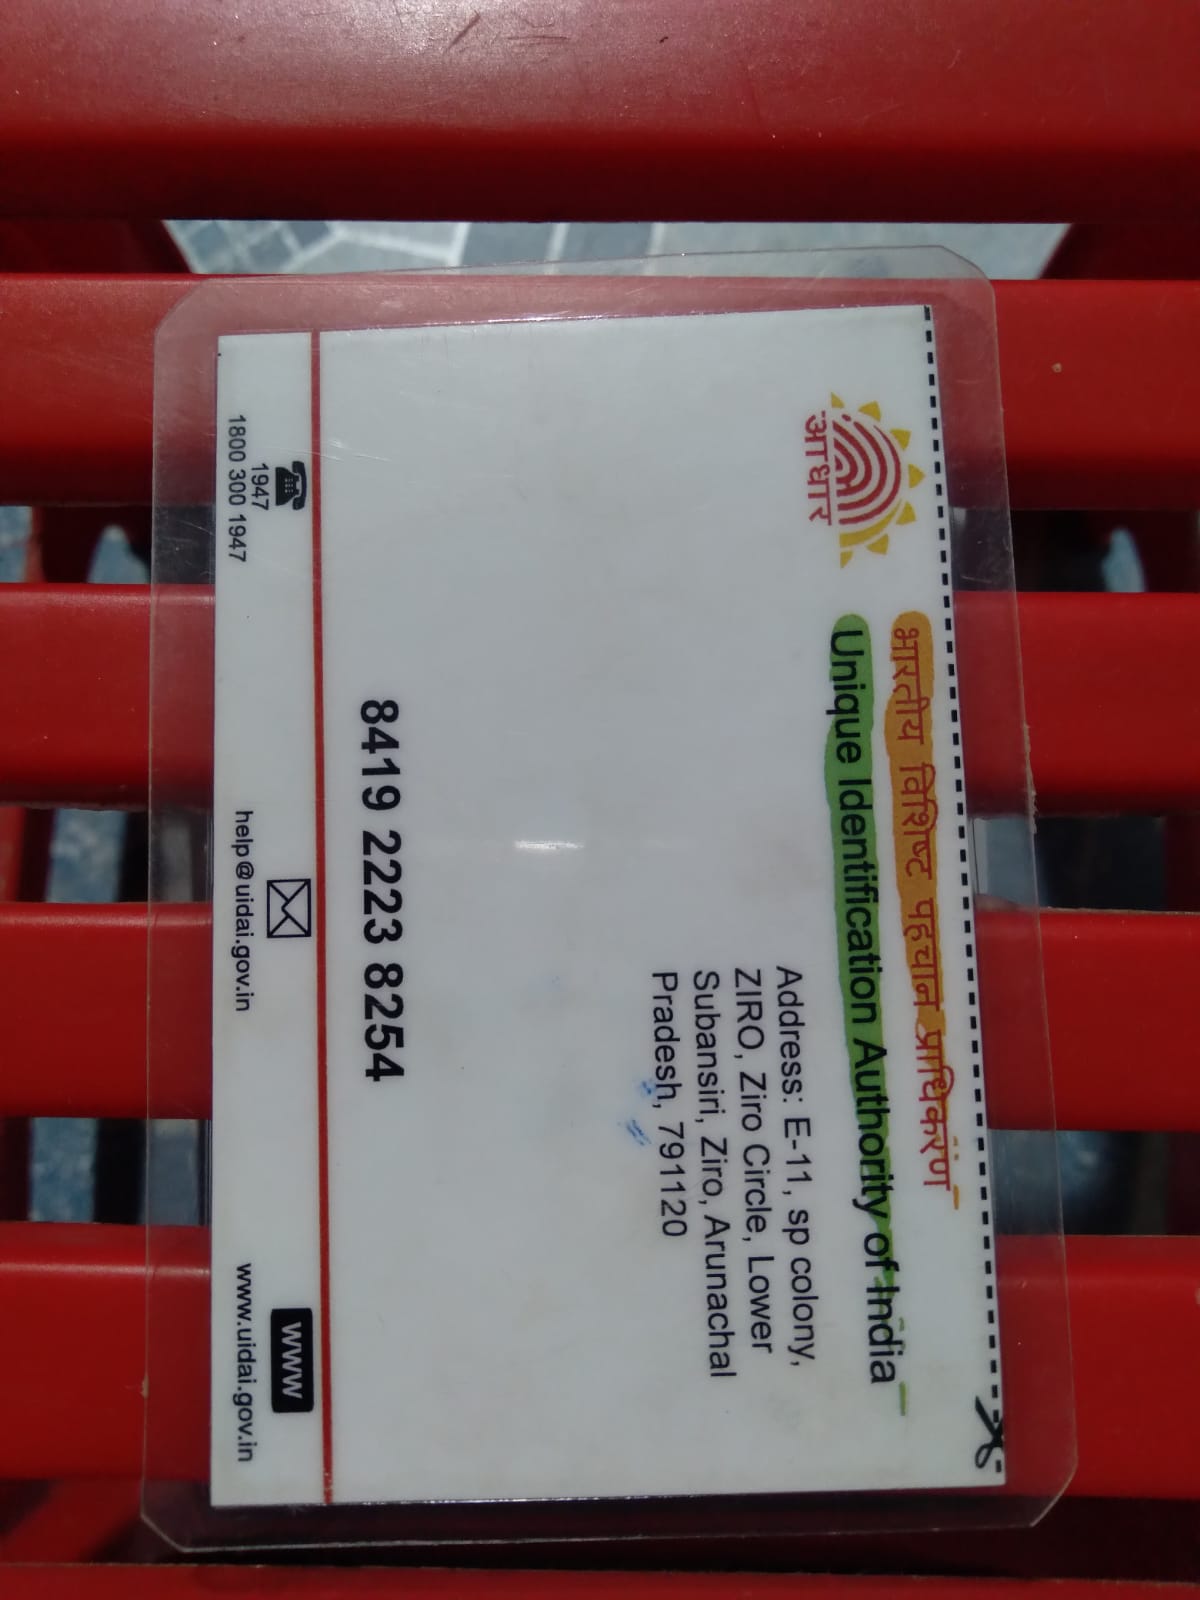 आधार
भारतीय विशिष्ट पहचान प्राधिकरण
Unique Identification Authority of India
Address: E-11, sp colony,
ZIRO, Ziro Circle, Lower
Subansiri, Ziro, Arunachal
Pradesh, 791120
8419 2223 8254
1947
1800 300 1947
help@uidai.gov.in
www
www.uidai.gov.in